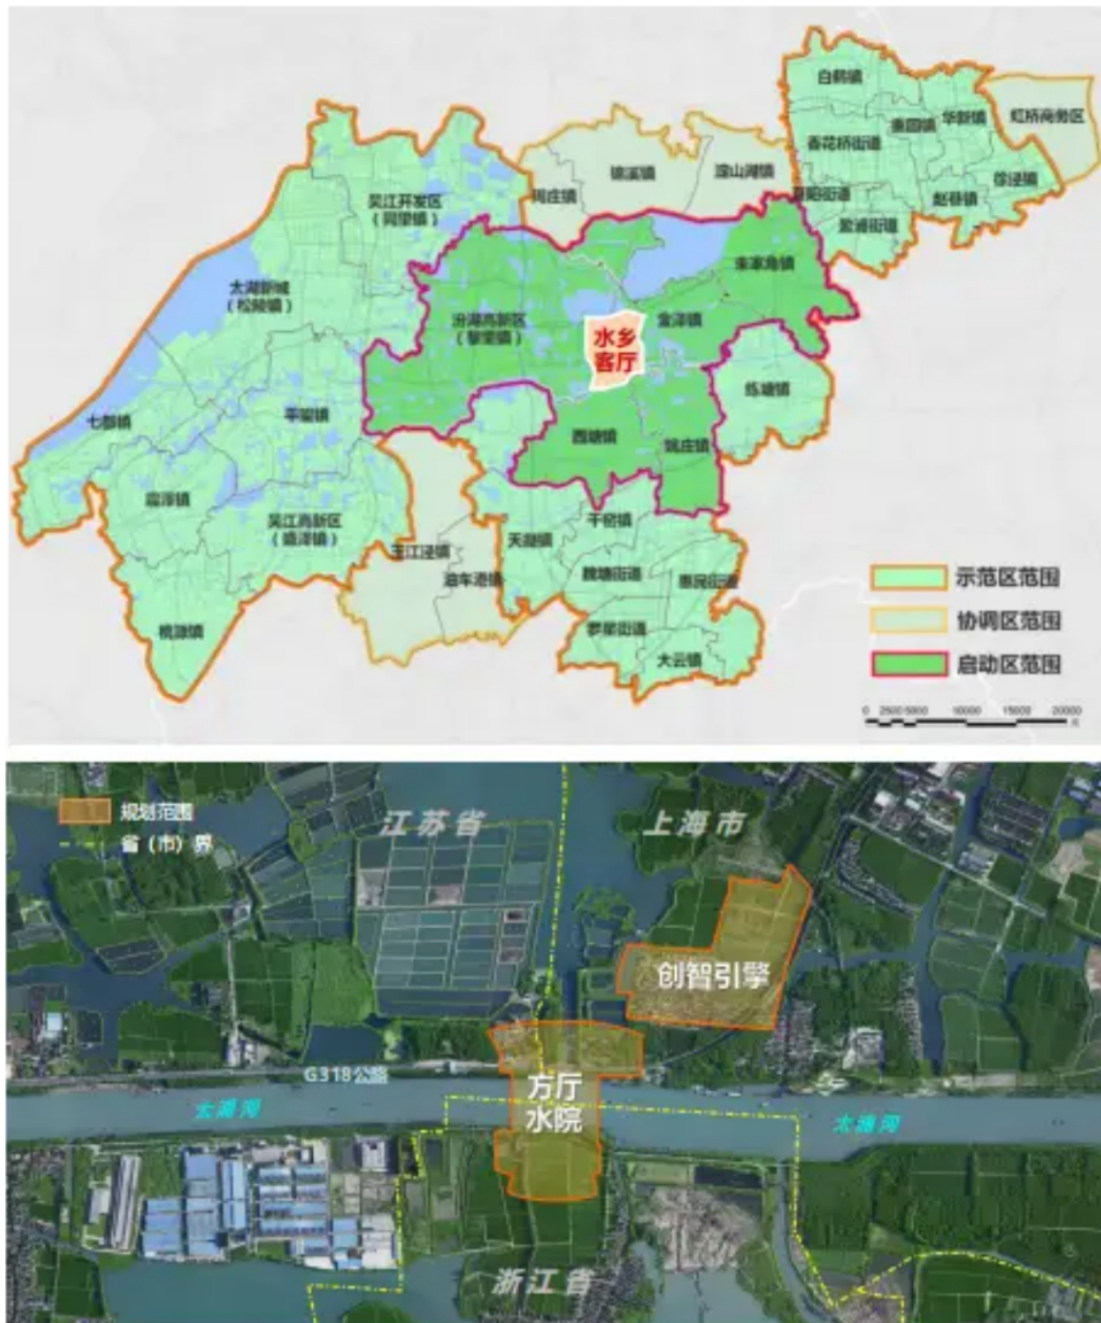 白鹤镇
重固镇
华新镇
虹桥商务区
香花桥街道
徐泾镇
赵巷镇
夏阳街道
盈浦街道
锦溪镇
淀山湖镇
周庄镇
吴江开发区
（同里镇）
朱家角镇
太湖新城
（松陵镇）
汾湖高新区
（黎里镇）
金泽镇
水乡
客厅
练塘镇
七都镇
平望镇
西塘镇
姚庄镇
震泽镇
吴江高新区
（盛泽镇）
干窑镇
天凝镇
王江泾镇
油车港镇
魏塘街道
惠民街道
桃源镇
罗星街道
大云镇
示范区范围
协调区范围
启动区范围
0 2500 5000 10000 15000 20000
规划范围
省（市）界
江苏省
上海市
创智引擎
G318公路
方厅
水院
太浦河
太浦河
浙江省